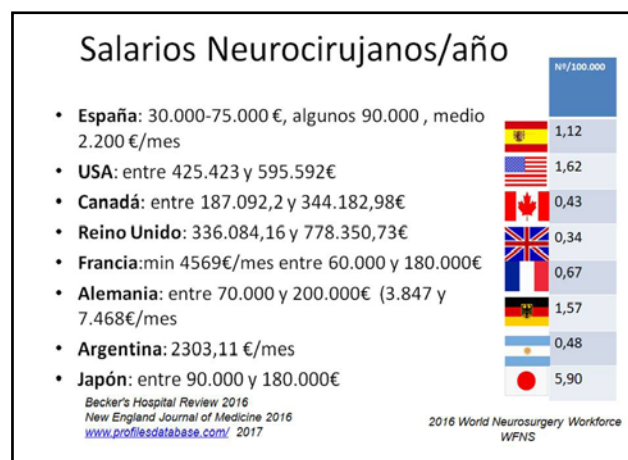 Salarios Neurocirujanos/año
Nº/100.000
• España: 30.000-75.000 €, algunos 90.000 , medio
2.200 €/mes
• USA: entre 425.423 y 595.592€
• Canadá: entre 187.092,2 y 344.182,98€
• Reino Unido: 336.084,16 y 778.350,73€
• Francia:min 4569€/mes entre 60.000 y 180.000€
• Alemania: entre 70.000 y 200.000€ (3.847 y
7.468€/mes
• Argentina: 2303,11 €/mes
• Japón: entre 90.000 y 180.000€
1,12
1,62
0,43
0,34
0,67
1,57
0,48
5,90
Becker's Hospital Review 2016
New England Journal of Medicine 2016
www.profilesdatabase.com/ 2017
2016 World Neurosurgery Workforce
WFNS